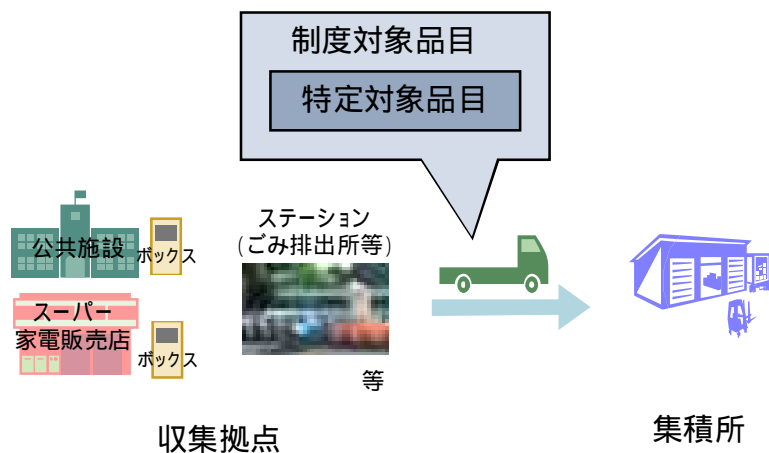 制度対象品目
特定対象品目
ステーション
(ごみ排出所等)
公共施設
ボックス
スーパー
家電販売店
ボックス
等
収集拠点
集積所